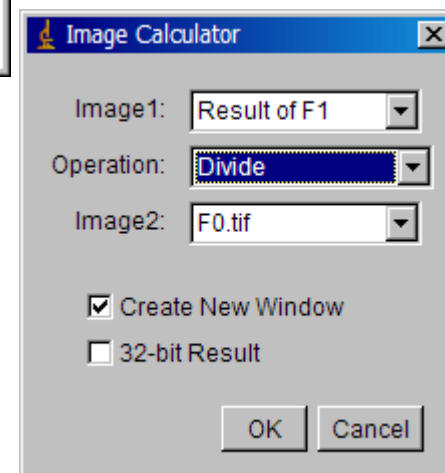 Image Calculator
Image1: Result of F1
Operation: Divide
Image2: F0.tif
Create New Window
32-bit Result
OK Cancel